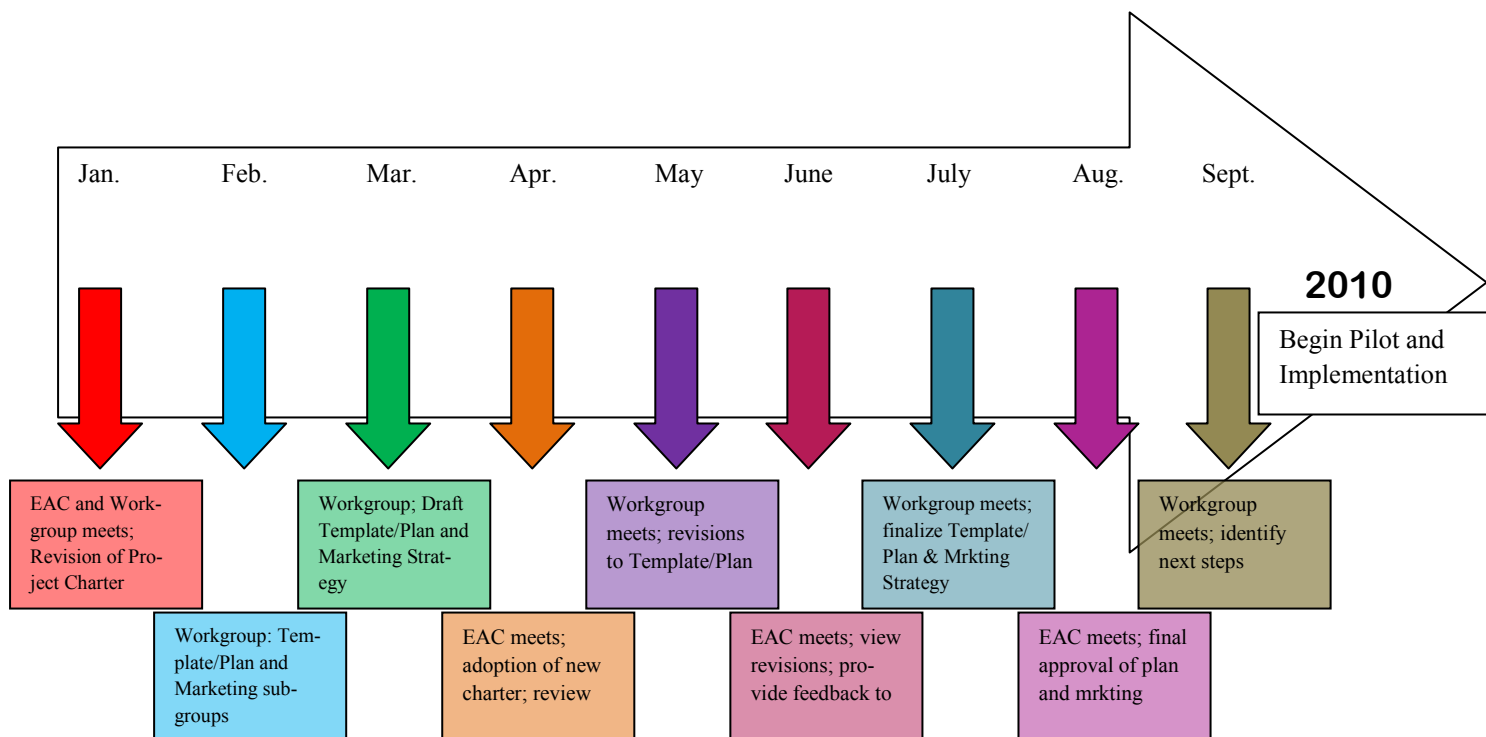 Jan.
Feb.
Mar.
Apr.
May
June
July
Aug.
Sept.
2010
Begin Pilot and
Implementation
EAC and Work-
group meets;
Revision of Pro-
ject Charter
Workgroup: Tem-
plate/Plan and
Marketing sub-
groups
Workgroup; Draft
Template/Plan and
Marketing Strat-
egy
EAC meets;
adoption of new
charter; review
Workgroup
meets; revisions
to Template/Plan
EAC meets; view
revisions; pro-
vide feedback to
Workgroup meets;
finalize Template/
Plan & Mrkting
Strategy
EAC meets; final
approval of plan
and mrkting
Workgroup
meets; identify
next steps